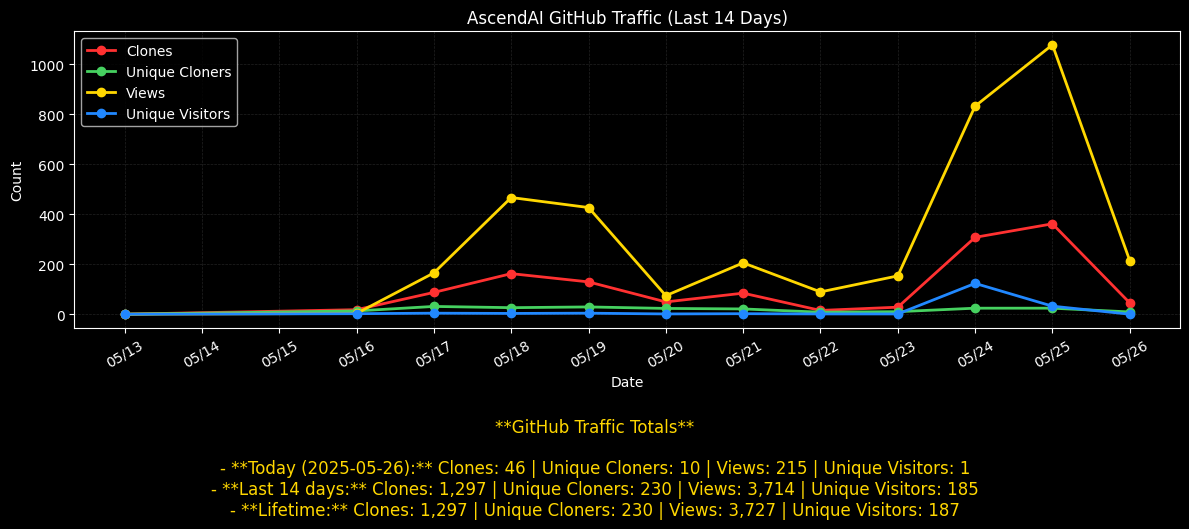 AscendAI GitHub Traffic (Last 14 Days)
Clones
Unique Cloners
Views
Unique Visitors
Count
1000
800
600
400
200
0
05/13 05/14 05/15 05/16 05/17 05/18 05/19 05/20 05/21 05/22 05/23 05/24 05/25 05/26
Date
**GitHub Traffic Totals**
- **Today (2025-05-26):** Clones: 46 | Unique Cloners: 10 | Views: 215 | Unique Visitors: 1
- **Last 14 days:** Clones: 1,297 | Unique Cloners: 230 | Views: 3,714 | Unique Visitors: 185
- **Lifetime:** Clones: 1,297 | Unique Cloners: 230 | Views: 3,727 | Unique Visitors: 187